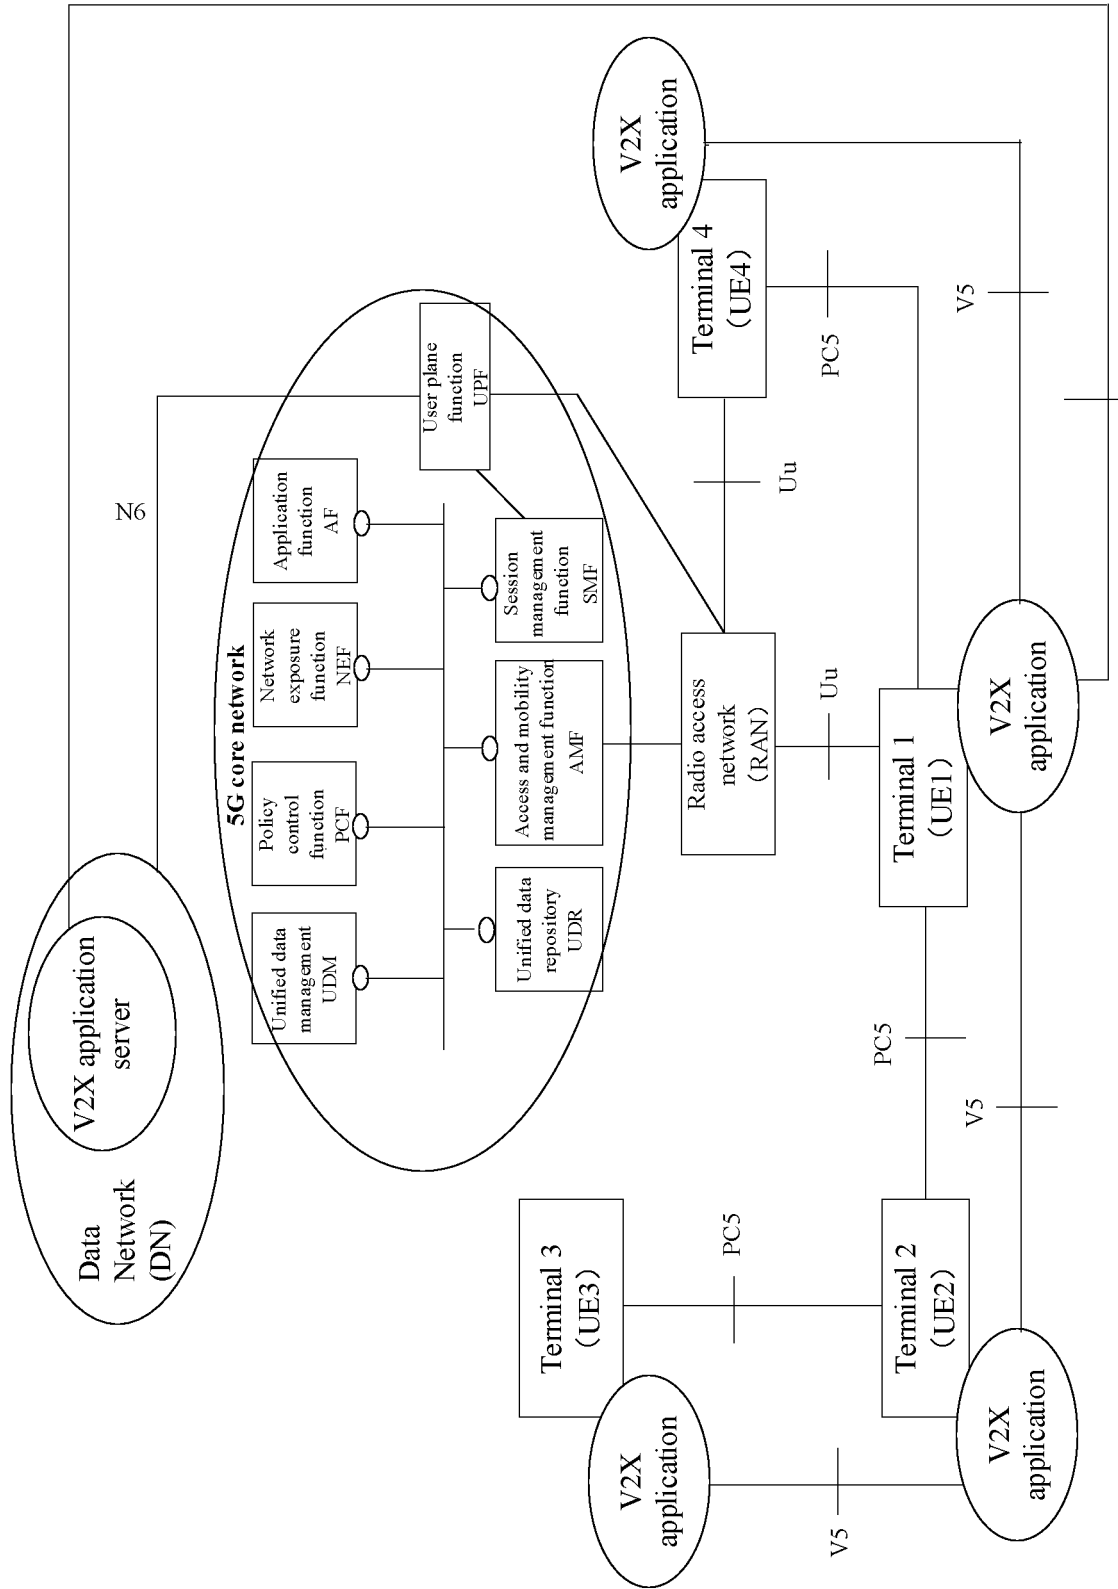 V2X application
server
Data
Network
(DN)
N6
5G core network
Unified data
management
UDM
Policy
control
function
PCF
Network
exposure
function
NEF
Application
function
AF
User plane
function
UPF
Unified data
repository
UDR
Access and mobility
management function
AMF
Session
management
function
SMF
Terminal 3
(UE3)
V2X
application
PC5
V5
Radio access
network
(RAN)
Uu
Uu
Terminal 4
(UE4)
V2X
application
PC5
V5
Terminal 2
(UE2)
V2X
application
PC5
V5
Terminal 1
(UE1)
V2X
application